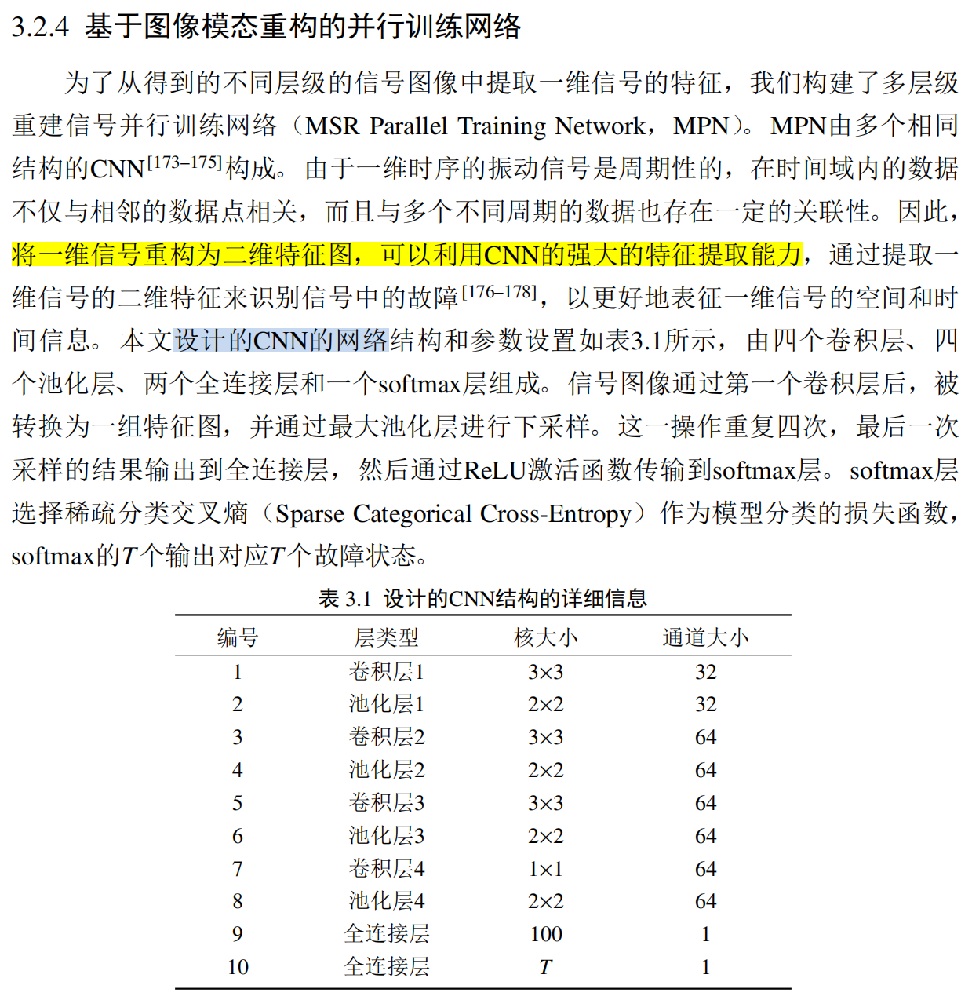 3.2.4 基于图像模态重构的并行训练网络
为了从得到的不同层级的信号图像中提取一维信号的特征，我们构建了多层级
重建信号并行训练网络（MSR Parallel Training Network，MPN）。MPN由多个相同
结构的CNN[173–175]构成。由于一维时序的振动信号是周期性的，在时间域内的数据
不仅与相邻的数据点相关，而且与多个不同周期的数据也存在一定的关联性。因此，
将一维信号重构为二维特征图，可以利用CNN的强大的特征提取能力，通过提取一
维信号的二维特征来识别信号中的故障[176–178]，以更好地表征一维信号的空间和时
间信息。本文设计的CNN的网络结构和参数设置如表3.1所示，由四个卷积层、四
个池化层、两个全连接层和一个softmax层组成。信号图像通过第一个卷积层后，被
转换为一组特征图，并通过最大池化层进行下采样。这一操作重复四次，最后一次
采样的结果输出到全连接层，然后通过ReLU激活函数传输到softmax层。softmax层
选择稀疏分类交叉熵（Sparse Categorical Cross-Entropy）作为模型分类的损失函数，
softmax的T个输出对应T个故障状态。
表 3.1 设计的CNN结构的详细信息
编号 层类型 核大小 通道大小
1 卷积层1 3×3 32
2 池化层1 2×2 32
3 卷积层2 3×3 64
4 池化层2 2×2 64
5 卷积层3 3×3 64
6 池化层3 2×2 64
7 卷积层4 1×1 64
8 池化层4 2×2 64
9 全连接层 100 1
10 全连接层 T 1